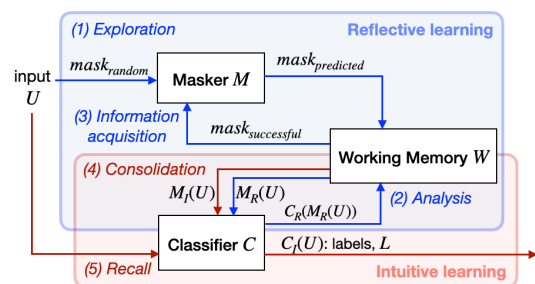 (1) Exploration
Reflective learning
input
U
mask_random
Masker M
mask_predicted
(3) Information
acquisition
mask_successful
Working Memory W
(4) Consolidation
M_I(U)
M_R(U)
(2) Analysis
C_R(M_R(U))
Classifier C
C_I(U): labels, L
(5) Recall
Intuitive learning